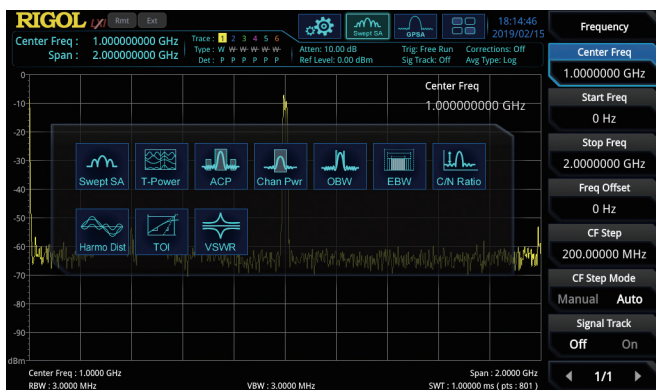 RIGOL LXI Rmt Ext
Swept SA GPSA 18:14:46
2019/02/15
Center Freq : 1.000000000 GHz
Span : 2.000000000 GHz
Trace : 1 2 3 4 5 6
Type : W W W W W W
Det : P P P P P P
Atten: 10.00 dB
Ref Level: 0.00 dBm
Trig: Free Run
Sig Track: Off
Corrections: Off
Avg Type: Log
0
-10
-20
-30
-40
-50
-60
-70
-80
-90
dBm
Center Freq
1.000000000 GHz
Swept SA T-Power ACP Chan Pwr OBW EBW C/N Ratio
Harmo Dist TOI VSWR
Center Freq : 1.0000 GHz Span : 2.0000 GHz
RBW : 3.0000 MHz VBW : 3.0000 MHz SWT : 1.00000 ms ( pts : 801 )
Frequency
Center Freq
1.0000000 GHz
Start Freq
0 Hz
Stop Freq
2.0000000 GHz
Freq Offset
0 Hz
CF Step
200.00000 MHz
CF Step Mode
Manual Auto
Signal Track
Off On
1/1